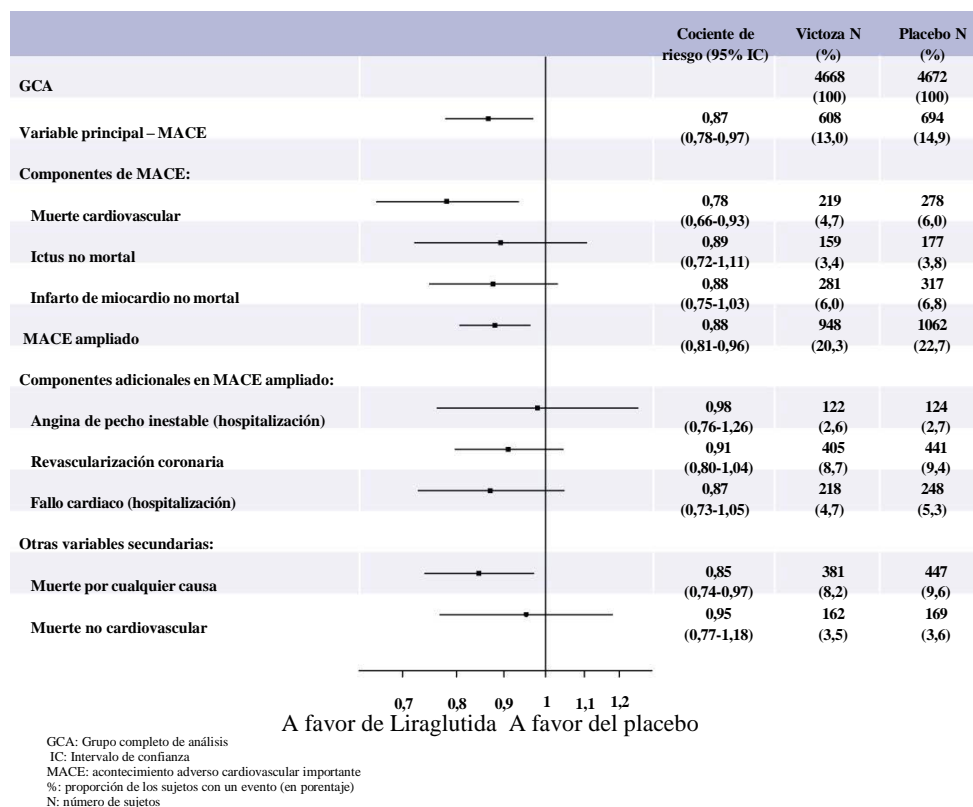 Cociente de riesgo (95% IC) Victoza N (%) Placebo N (%)
GCA 4668 (100) 4672 (100)
Variable principal – MACE 0,87 (0,78-0,97) 608 (13,0) 694 (14,9)
Componentes de MACE:
Muerte cardiovascular 0,78 (0,66-0,93) 219 (4,7) 278 (6,0)
Ictus no mortal 0,89 (0,72-1,11) 159 (3,4) 177 (3,8)
Infarto de miocardio no mortal 0,88 (0,75-1,03) 281 (6,0) 317 (6,8)
MACE ampliado 0,88 (0,81-0,96) 948 (20,3) 1062 (22,7)
Componentes adicionales en MACE ampliado:
Angina de pecho inestable (hospitalización) 0,98 (0,76-1,26) 122 (2,6) 124 (2,7)
Revascularización coronaria 0,91 (0,80-1,04) 405 (8,7) 441 (9,4)
Fallo cardiaco (hospitalización) 0,87 (0,73-1,05) 218 (4,7) 248 (5,3)
Otras variables secundarias:
Muerte por cualquier causa 0,85 (0,74-0,97) 381 (8,2) 447 (9,6)
Muerte no cardiovascular 0,95 (0,77-1,18) 162 (3,5) 169 (3,6)
0,7 0,8 0,9 1 1,1 1,2
A favor de Liraglutida A favor del placebo
GCA: Grupo completo de análisis
IC: Intervalo de confianza
MACE: acontecimiento adverso cardiovascular importante
%: proporción de los sujetos con un evento (en porentaje)
N: número de sujetos